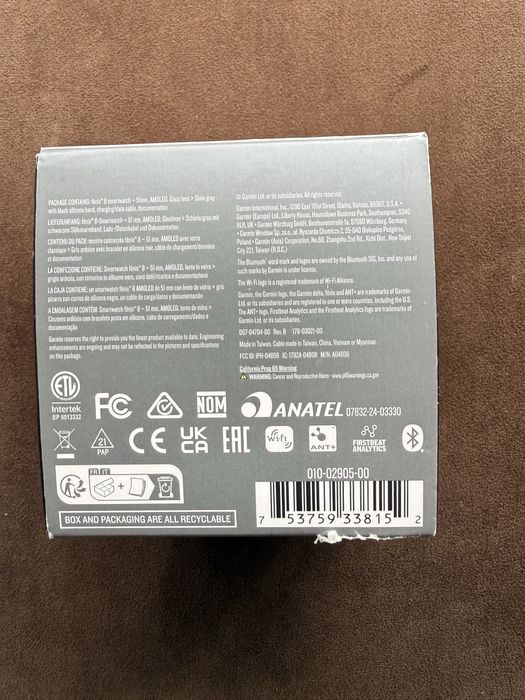 PACKAGE CONTAINS: fēnix® 8 smartwatch – 51mm, AMOLED, Glass lens > Slate gray
with black silicone band, charging/data cable, documentation
LIEFERUMFANG: fēnix® 8-Smartwatch – 51 mm, AMOLED, Glaslinse > Schiefergrau mit
schwarzem Silikonarmband, Lade-/Datenkabel und Dokumentation
CONTENU DU PACK: montre connectée fēnix® 8 – 51 mm, AMOLED avec verre
classique > Gris ardoise avec bracelet en silicone noir, câble de charge/données et
documentation
LA CONFEZIONE CONTIENE: Smartwatch fēnix® 8 – 51 mm, AMOLED, lente in vetro >
grigio ardesia, con cinturino in silicone nero, cavo dati/ricarica e documentazione
LA CAJA CONTIENE: un smartwatch fēnix® 8 AMOLED de 51 mm con lente de vidrio > gris
pizarra con correa de silicona negra, un cable de carga/datos y documentación
A EMBALAGEM CONTÉM: Smartwatch fēnix® 8 – 51 mm, AMOLED, lente de vidro >
Cinzento ardósia com bracelete preta em silicone, cabo de carregamento/dados e
documentação
Garmin reserves the right to provide you the finest product available to date. Engineering
enhancements are ongoing and may not be reflected in the pictures and specifications
on this package.
© Garmin Ltd. or its subsidiaries. All rights reserved.
Garmin International, Inc., 1200 East 151st Street, Olathe, Kansas, 66062, U.S.A. •
Garmin (Europe) Ltd., Liberty House, Hounsdown Business Park, Southampton, SO40
9LR, UK • Garmin Würzburg GmbH, Beethovenstraße 1a+b, 97080 Würzburg, Germany
• Garmin Wrocław Sp. zo.o., ul. Ryszarda Chomicza 2, 55-040 Biskupice Podgórne,
Poland • Garmin (Asia) Corporation, No.68, Zhangshu 2nd Rd., Xizhi Dist., New Taipei
City 221, Taiwan (R.O.C.)
The Bluetooth® word mark and logos are owned by the Bluetooth SIG, Inc. and any use
of such marks by Garmin is under license.
The Wi-Fi logo is a registered trademark of Wi-Fi Alliance.
Garmin, the Garmin logo, the Garmin delta, fēnix and ANT+ are trademarks of Garmin
Ltd. or its subsidiaries and are registered in one or more countries, including the U.S.
The ANT+ logo, Firstbeat Analytics and the Firstbeat Analytics logo are trademarks of
Garmin Ltd. or its subsidiaries.
007-04704-00 Rev. B 170-03021-00
Made in Taiwan. Cable made in Taiwan, China, Vietnam or Myanmar.
FCC ID: IPH-04808 IC: 1792A-04808 M/N: A04808
California Prop 65 Warning
WARNING: Cancer and Reproductive Harm - www.p65warnings.ca.gov
ETL
Intertek
EP 5013332
FC
NOM
ANATEL 07832-24-03330
21
PAP
CE
UK
CA
EAC
Wi-Fi
ANT+
FIRSTBEAT
ANALYTICS
FR IT
BOX AND PACKAGING ARE ALL RECYCLABLE
010-02905-00
7 53759 33815 2